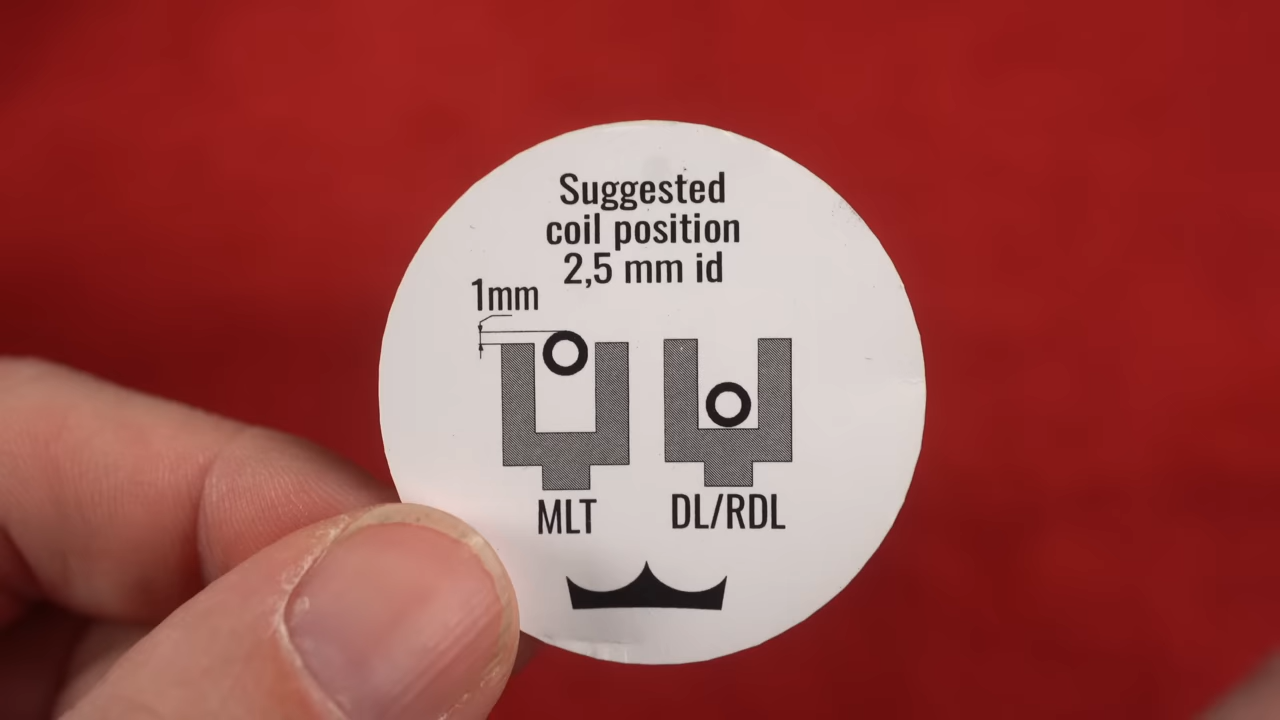 Suggested
coil position
2,5 mm id
1mm
MLT
DL/RDL